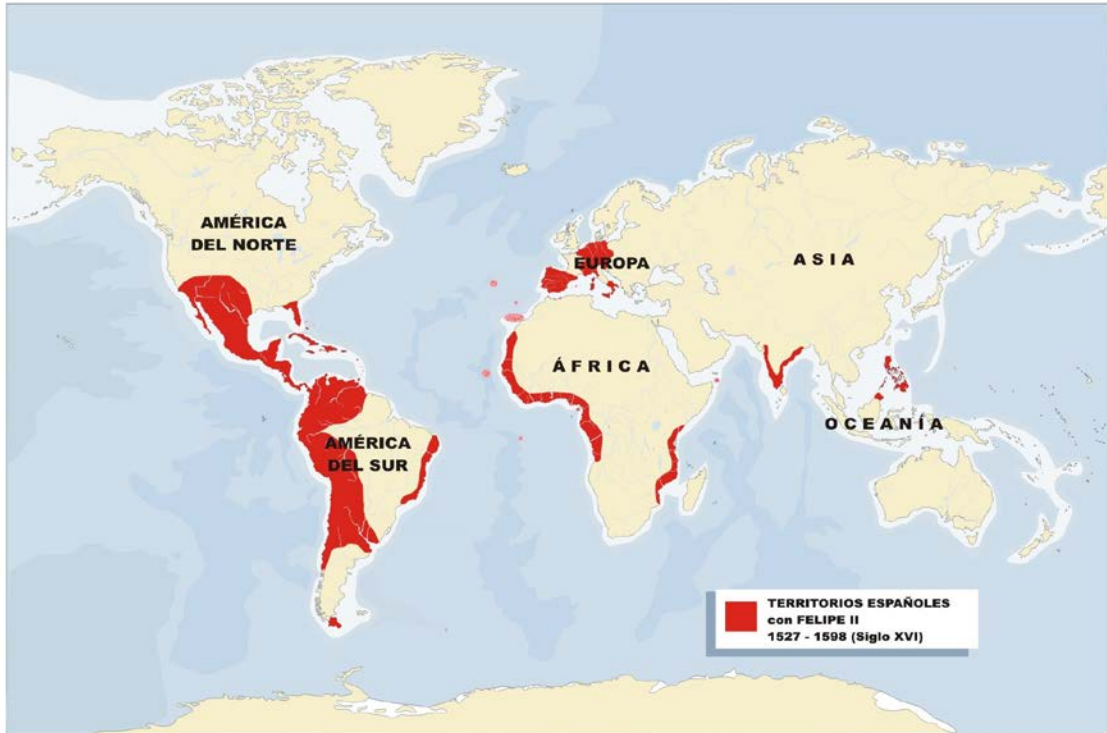 AMÉRICA
DEL NORTE
EUROPA
ASIA
ÁFRICA
OCEANÍA
AMÉRICA
DEL SUR
TERRITORIOS ESPAÑOLES
con FELIPE II
1527 - 1598 (Siglo XVI)